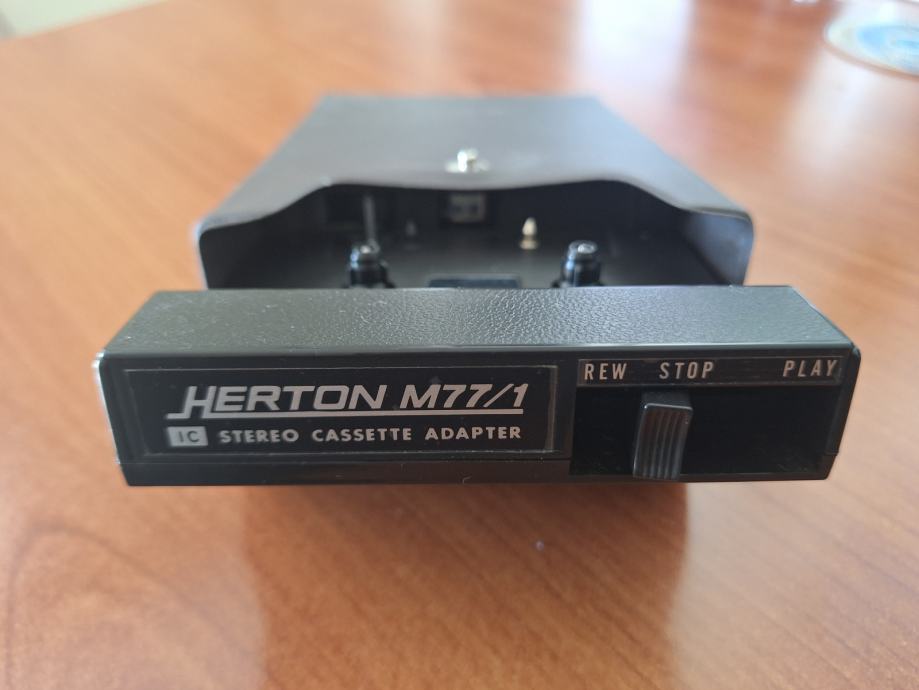 HERTON M77/1
IC STEREO CASSETTE ADAPTER
REW STOP PLAY